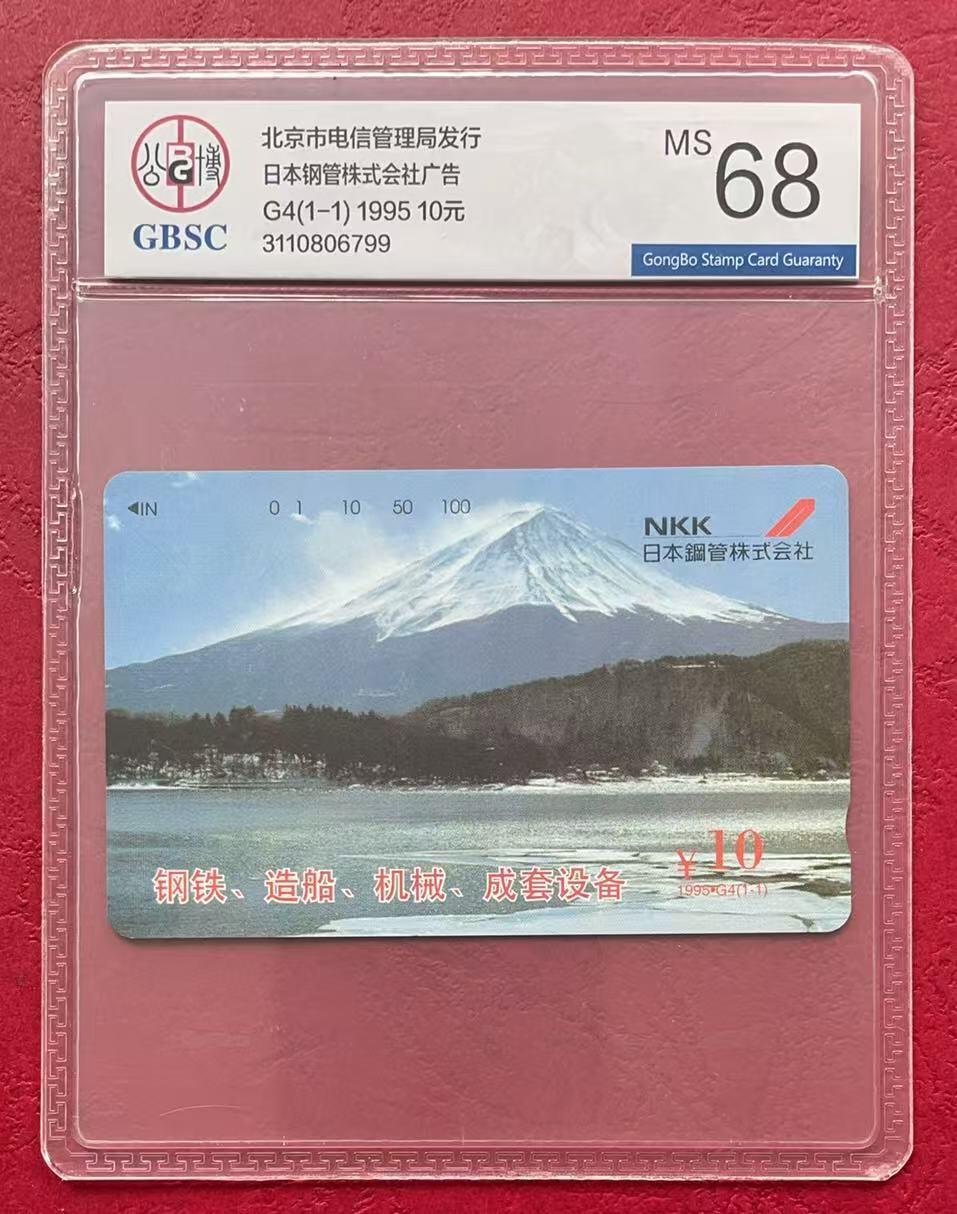 公博
BG
GBSC
北京市电信管理局发行
日本钢管株式会社广告
G4(1-1) 1995 10元
3110806799
MS 68
GongBo Stamp Card Guaranty
◀IN 0 1 10 50 100
NKK
日本鋼管株式会社
¥10
1995·G4(1-1)
钢铁、造船、机械、成套设备